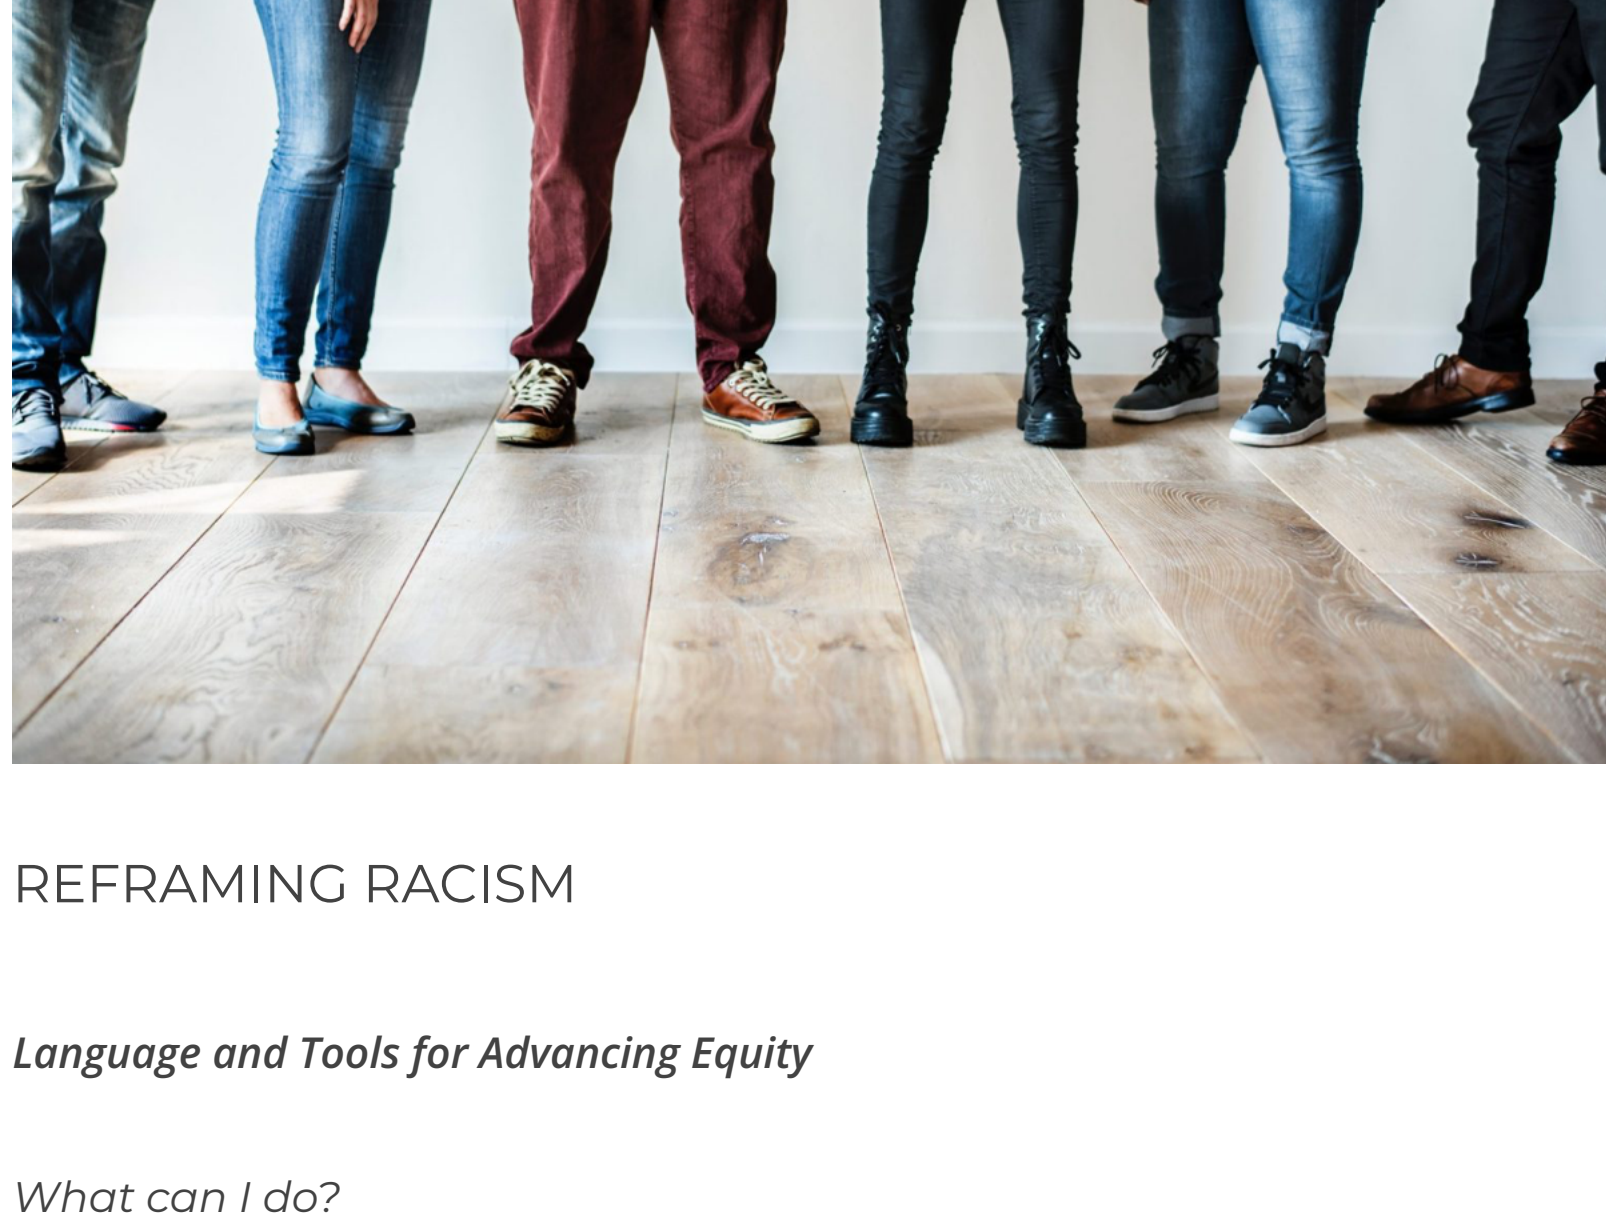 REFRAMING RACISM
Language and Tools for Advancing Equity
What can I do?